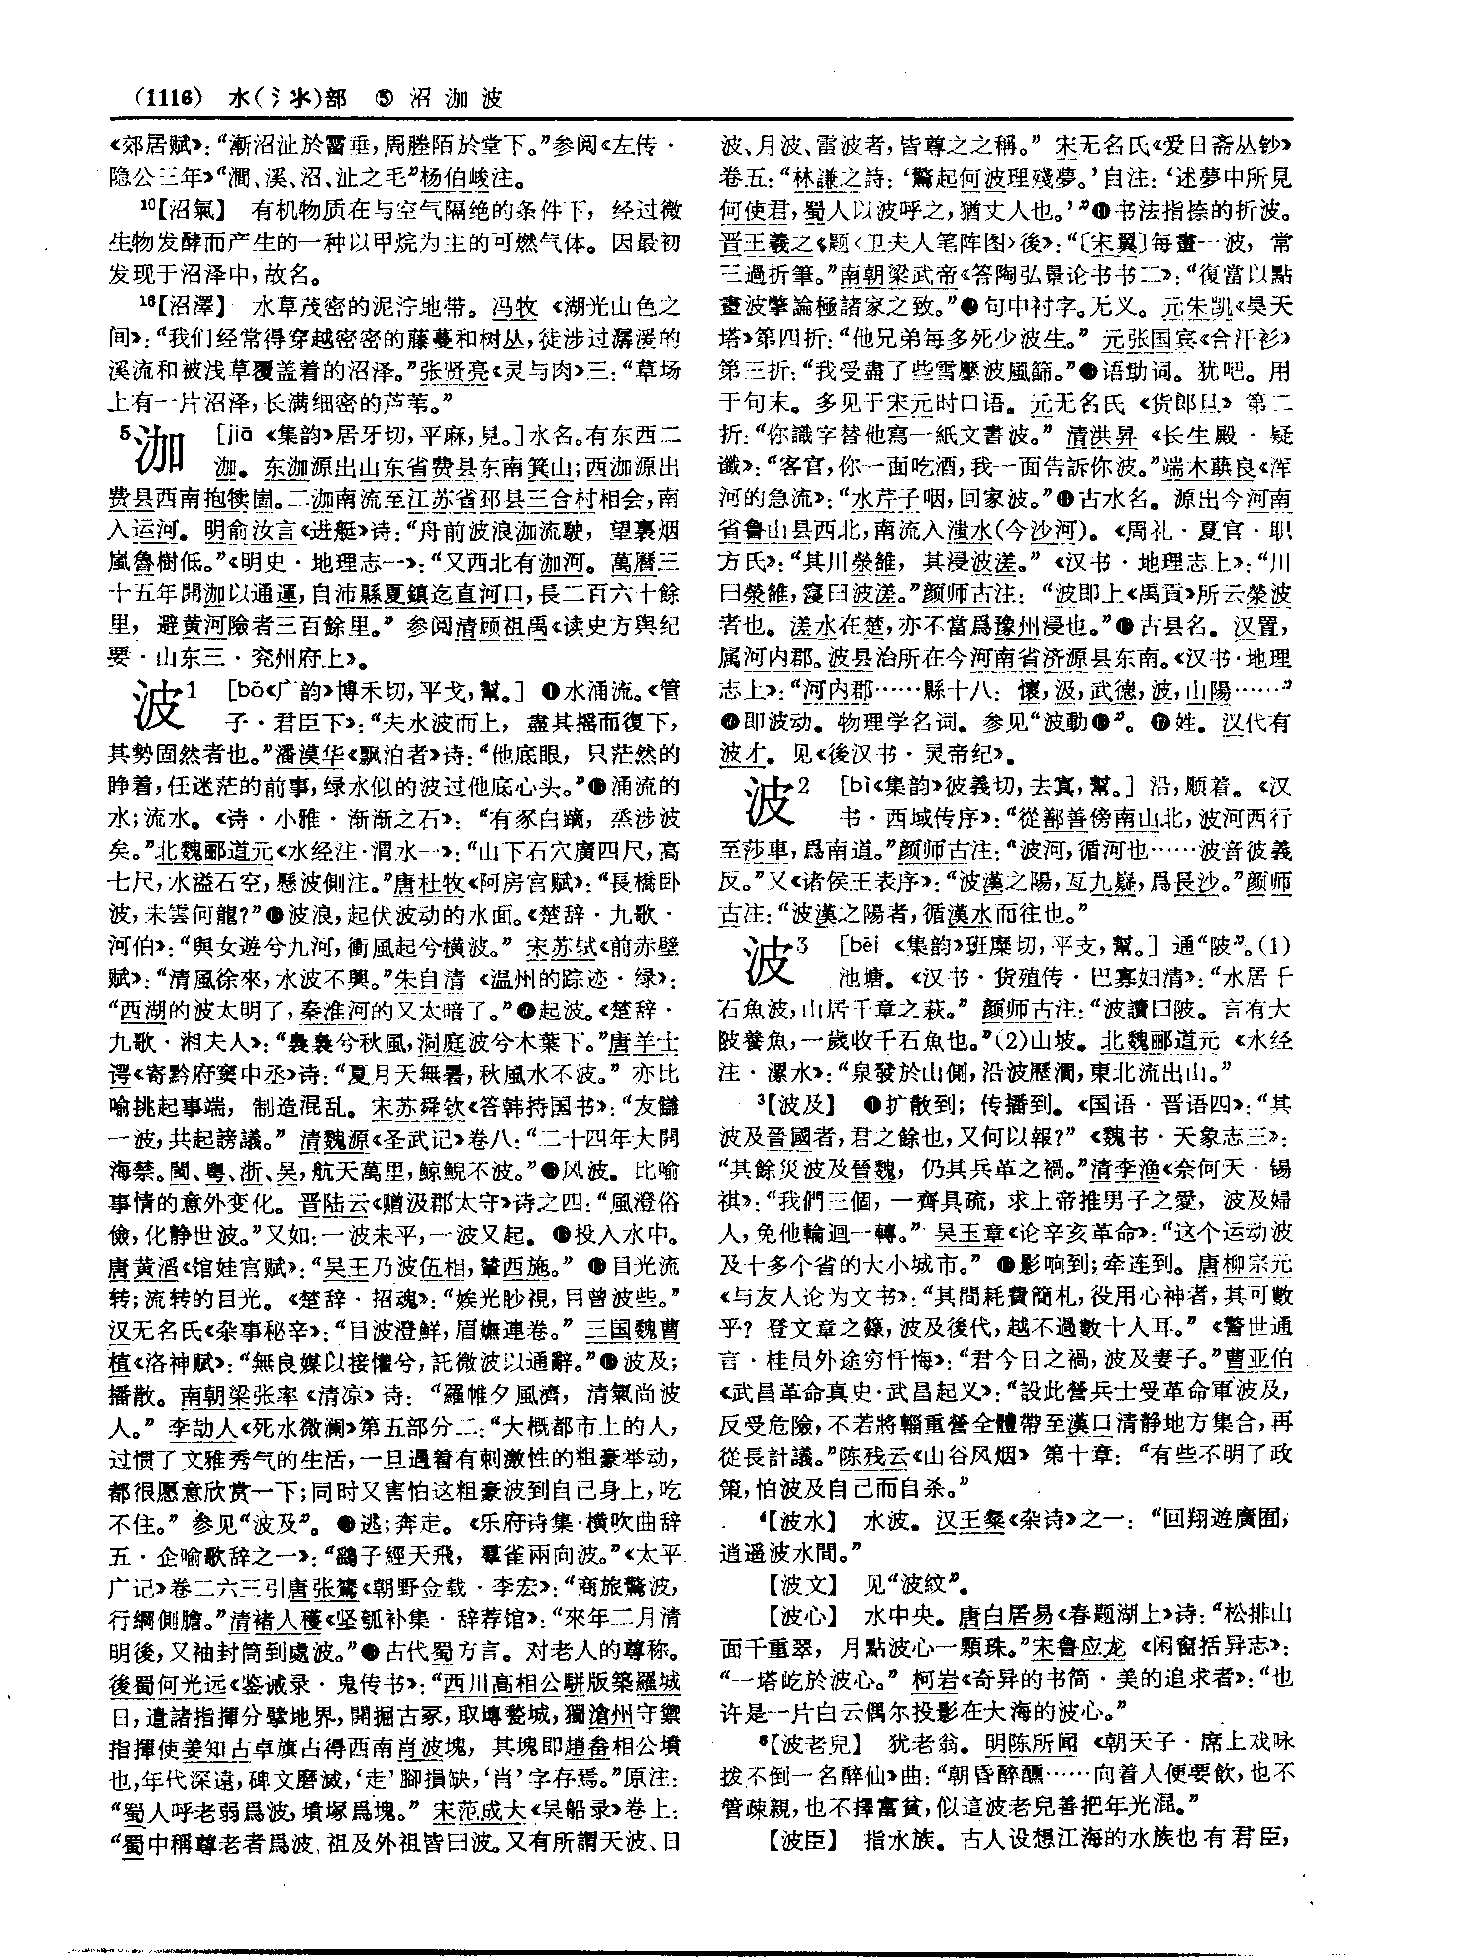 (1116) 水(氵氺)部 ⑤ 沼 泇 波
《郊居赋》:“漸沼沚於霤垂,周塍陌於堂下。”参阅《左传·
隐公三年》“澗、溪、沼、沚之毛”杨伯峻注。
10【沼氣】 有机物质在与空气隔绝的条件下,经过微
生物发酵而产生的一种以甲烷为主的可燃气体。因最初
发现于沼泽中,故名。
16【沼澤】 水草茂密的泥泞地带。冯牧《湖光山色之
间》:“我们经常得穿越密密的藤蔓和树丛,徒涉过潺湲的
溪流和被浅草覆盖着的沼泽。”张贤亮《灵与肉》三:“草场
上有一片沼泽,长满细密的芦苇。”
5泇 [jiā《集韵》居牙切,平麻,見。]水名。有东西二
泇。东泇源出山东省费县东南箕山;西泇源出
费县西南抱犊崮。二泇南流至江苏省邳县三合村相会,南
入运河。明俞汝言《进艇》诗:“舟前波浪泇流駛,望裏烟
嵐魯樹低。”《明史·地理志一》:“又西北有泇河。萬曆三
十五年開泇以通運,自沛縣夏鎮迄直河口,長二百六十餘
里,避黄河險者三百餘里。”参阅清顾祖禹《读史方舆纪
要·山东三·兖州府上》。
波1 [bō《广韵》博禾切,平戈,幫。] ❶水涌流。《管
子·君臣下》:“夫水波而上,盡其摇而復下,
其勢固然者也。”潘漠华《飘泊者》诗:“他底眼,只茫然的
睁着,任迷茫的前事,绿水似的波过他底心头。”❷涌流的
水;流水。《诗·小雅·渐渐之石》:“有豕白蹢,烝涉波
矣。”北魏郦道元《水经注·渭水一》:“山下石穴廣四尺,高
七尺,水溢石空,懸波側注。”唐杜牧《阿房宫赋》:“長橋卧
波,未雲何龍?”❸波浪,起伏波动的水面。《楚辞·九歌·
河伯》:“與女遊兮九河,衝風起兮横波。”宋苏轼《前赤壁
赋》:“清風徐來,水波不興。”朱自清《温州的踪迹·绿》:
“西湖的波太明了,秦淮河的又太暗了。”❹起波。《楚辞·
九歌·湘夫人》:“嫋嫋兮秋風,洞庭波兮木葉下。”唐羊士
谔《寄黔府窦中丞》诗:“夏月天無暑,秋風水不波。”亦比
喻挑起事端,制造混乱。宋苏舜钦《答韩持国书》:“友讎
一波,共起謗議。”清魏源《圣武记》卷八:“二十四年大開
海禁。閩、粤、浙、吴,航天萬里,鯨鯢不波。”❺风波。比喻
事情的意外变化。晋陆云《赠汲郡太守》诗之四:“風澄俗
儉,化静世波。”又如:一波未平,一波又起。❻投入水中。
唐黄滔《馆娃宫赋》:“吴王乃波伍相,輦西施。”❼目光流
转;流转的目光。《楚辞·招魂》:“娭光眇視,目曾波些。”
汉无名氏《杂事秘辛》:“目波澄鮮,眉嫵連卷。”三国魏曹
植《洛神赋》:“無良媒以接懽兮,託微波以通辭。”❽波及;
播散。南朝梁张率《清凉》诗:“羅帷夕風濟,清氣尚波
人。”李劼人《死水微澜》第五部分二:“大概都市上的人,
过惯了文雅秀气的生活,一旦遇着有刺激性的粗豪举动,
都很愿意欣赏一下;同时又害怕这粗豪波到自己身上,吃
不住。”参见“波及”。❾逃;奔走。《乐府诗集·横吹曲辞
五·企喻歌辞之一》:“鷂子經天飛,羣雀兩向波。”《太平
广记》卷二六三引唐张鷟《朝野佥载·李宏》:“商旅驚波,
行綱側膽。”清褚人穫《坚瓠补集·辞荐馆》:“來年二月清
明後,又袖封筒到處波。”❿古代蜀方言。对老人的尊称。
後蜀何光远《鉴诫录·鬼传书》:“西川高相公駢版築羅城
日,遣諸指揮分擘地界,開掘古冢,取塼甃城,獨滄州守禦
指揮使姜知古卓旗占得西南肖波塊,其塊即趙畚相公墳
也,年代深遠,碑文磨滅,‘走’腳損缺,‘肖’字存焉。”原注:
“蜀人呼老弱爲波,墳塚爲塊。”宋范成大《吴船录》卷上:
“蜀中稱尊老者爲波,祖及外祖皆曰波。又有所謂天波、日
波、月波、雷波者,皆尊之之稱。”宋无名氏《爱日斋丛钞》
卷五:“林謙之詩:‘驚起何波理殘夢。’自注:‘述夢中所見
何使君,蜀人以波呼之,猶丈人也。’”⓫书法指捺的折波。
晋王羲之《题〈卫夫人笔阵图〉後》:“〔宋翼〕每畫一波,常
三過折筆。”南朝梁武帝《答陶弘景论书书二》:“復當以點
畫波撆論極諸家之致。”⓬句中衬字。无义。元朱凯《昊天
塔》第四折:“他兄弟每多死少波生。”元张国宾《合汗衫》
第三折:“我受盡了些雪壓波風篩。”⓭语助词。犹吧。用
于句末。多见于宋元时口语。元无名氏《货郎旦》第二
折:“你識字替他寫一紙文書波。”清洪昇《长生殿·疑
谶》:“客官,你一面吃酒,我一面告訴你波。”端木蕻良《浑
河的急流》:“水芹子咽,回家波。”⓮古水名。源出今河南
省鲁山县西北,南流入滍水(今沙河)。《周礼·夏官·职
方氏》:“其川滎雒,其浸波溠。”《汉书·地理志上》:“川
曰滎雒,寖曰波溠。”颜师古注:“波即上《禹貢》所云滎波
者也。溠水在楚,亦不當爲豫州浸也。”⓯古县名。汉置,
属河内郡。波县治所在今河南省济源县东南。《汉书·地理
志上》:“河内郡……縣十八:懷,汲,武德,波,山陽……”
⓰即波动。物理学名词。参见“波動”。⓱姓。汉代有
波才。见《後汉书·灵帝纪》。
波2 [bì《集韵》彼義切,去寘,幫。] 沿,顺着。《汉
书·西域传序》:“從鄯善傍南山北,波河西行
至莎車,爲南道。”颜师古注:“波河,循河也……波音彼義
反。”又《诸侯王表序》:“波漢之陽,亙九嶷,爲長沙。”颜师
古注:“波漢之陽者,循漢水而往也。”
波3 [bēi《集韵》班糜切,平支,幫。] 通“陂”。(1)
池塘。《汉书·货殖传·巴寡妇清》:“水居千
石魚波,山居千章之萩。”颜师古注:“波讀曰陂。言有大
陂養魚,一歲收千石魚也。”(2)山坡。北魏郦道元《水经
注·漯水》:“泉發於山側,沿波歷澗,東北流出山。”
3【波及】 ❶扩散到;传播到。《国语·晋语四》:“其
波及晉國者,君之餘也,又何以報?”《魏书·天象志三》:
“其餘災波及晉魏,仍其兵革之禍。”清李渔《奈何天·锡
祺》:“我們三個,一齊具疏,求上帝推男子之愛,波及婦
人,免他輪迴一轉。”吴玉章《论辛亥革命》:“这个运动波
及十多个省的大小城市。”❷影响到;牵连到。唐柳宗元
《与友人论为文书》:“其間耗費簡札,役用心神者,其可數
乎?登文章之籙,波及後代,越不過數十人耳。”《警世通
言·桂员外途穷忏悔》:“君今日之禍,波及妻子。”曹亚伯
《武昌革命真史·武昌起义》:“設此營兵士受革命軍波及,
反受危險,不若將輜重營全體帶至漢口清静地方集合,再
從長計議。”陈残云《山谷风烟》第十章:“有些不明了政
策,怕波及自己而自杀。”
4【波水】 水波。汉王粲《杂诗》之一:“回翔遊廣囿,
逍遥波水間。”
【波文】 见“波紋”。
【波心】 水中央。唐白居易《春题湖上》诗:“松排山
面千重翠,月點波心一顆珠。”宋鲁应龙《闲窗括异志》:
“一塔屹於波心。”柯岩《奇异的书简·美的追求者》:“也
许是一片白云偶尔投影在大海的波心。”
6【波老兒】 犹老翁。明陈所闻《朝天子·席上戏咏
拨不倒一名醉仙》曲:“朝昏醉醺……向着人便要飲,也不
管疎親,也不擇富貧,似這波老兒善把年光混。”
【波臣】 指水族。古人设想江海的水族也有君臣,